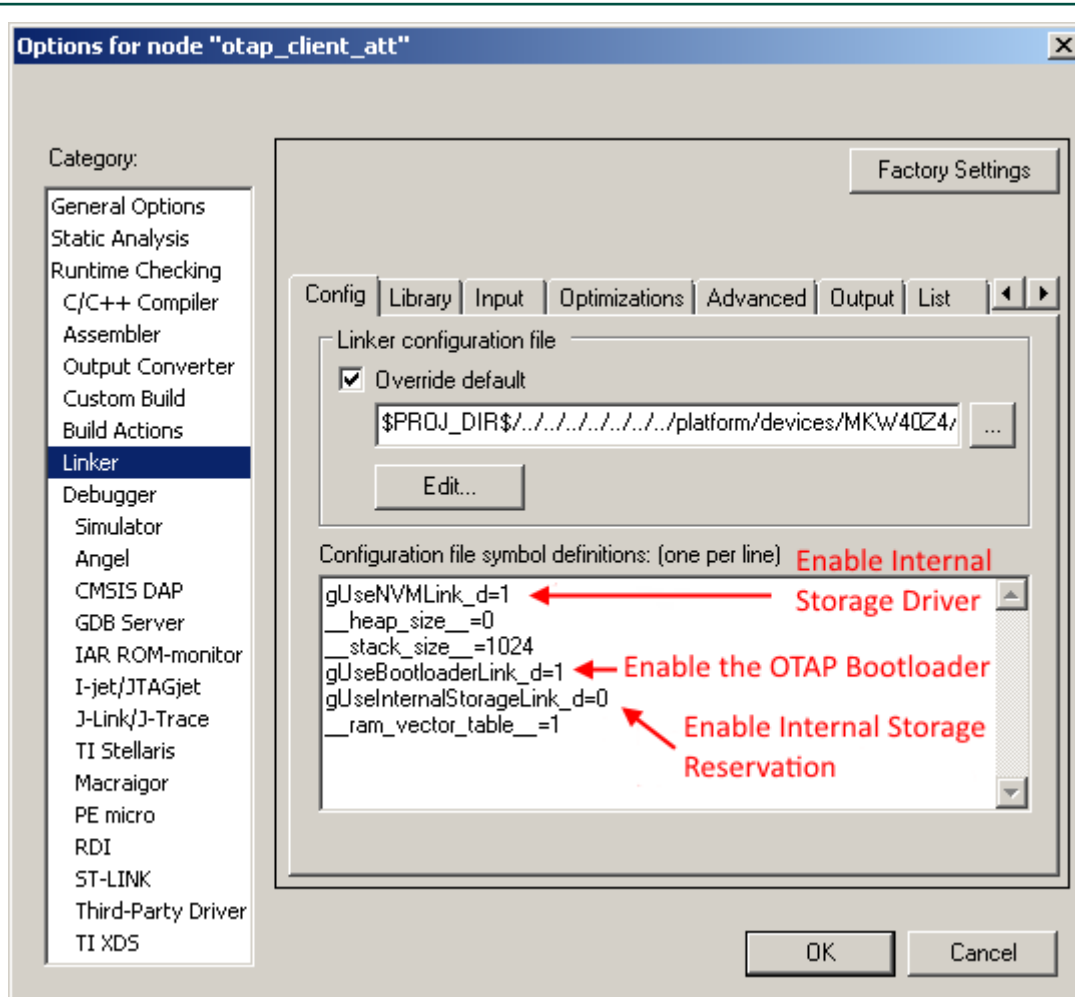 Options for node "otap_client_att"
Category:
Factory Settings
General Options
Static Analysis
Runtime Checking
C/C++ Compiler
Assembler
Output Converter
Custom Build
Build Actions
Linker
Debugger
Simulator
Angel
CMSIS DAP
GDB Server
IAR ROM-monitor
I-jet/JTAGjet
J-Link/J-Trace
TI Stellaris
Macraigor
PE micro
RDI
ST-LINK
Third-Party Driver
TI XDS
Config Library Input Optimizations Advanced Output List
Linker configuration file
Override default
$PROJ_DIR$/../../../../../../../platform/devices/MKW40Z4/
...
Edit...
Configuration file symbol definitions: (one per line)
gUseNVMLink_d=1
__heap_size__=0
__stack_size__=1024
gUseBootloaderLink_d=1
gUseInternalStorageLink_d=0
__ram_vector_table__=1
Enable Internal
Storage Driver
Enable the OTAP Bootloader
Enable Internal Storage
Reservation
OK
Cancel